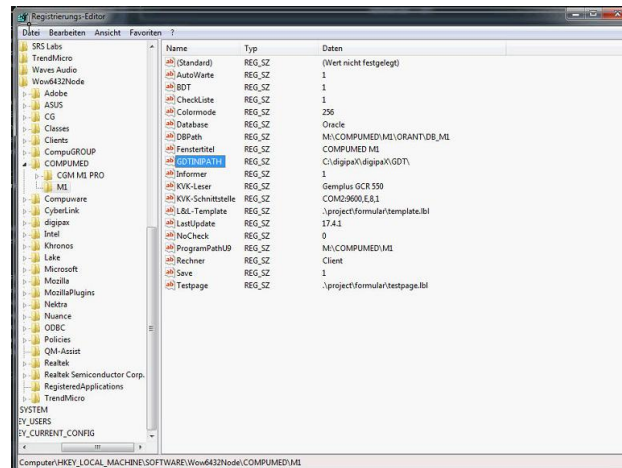 Registrierungs-Editor
Datei Bearbeiten Ansicht Favoriten ?
SRS Labs
TrendMicro
Waves Audio
Wow6432Node
Adobe
ASUS
CG
Classes
Clients
CompuGROUP
COMPUMED
CGM M1 PRO
M1
Compuware
CyberLink
digipax
Intel
Khronos
Lake
Microsoft
Mozilla
MozillaPlugins
Nektra
Nuance
ODBC
Policies
QM-Assist
Realtek
Realtek Semiconductor Corp.
RegisteredApplications
TrendMicro
SYSTEM
EY_USERS
EY_CURRENT_CONFIG
Name Typ Daten
(Standard) REG_SZ (Wert nicht festgelegt)
AutoWarte REG_SZ 1
BDT REG_SZ 1
CheckListe REG_SZ 1
Colormode REG_SZ 256
Database REG_SZ Oracle
DBPath REG_SZ M:\COMPUMED\M1\ORANT\DB_M1
Fenstertitel REG_SZ COMPUMED M1
GDTINIPATH REG_SZ C:\digipaX\digipaX\GDT\
Informer REG_SZ 1
KVK-Leser REG_SZ Gemplus GCR 550
KVK-Schnittstelle REG_SZ COM2:9600,E,8,1
L&L-Template REG_SZ .\project\formular\template.lbl
LastUpdate REG_SZ 17.4.1
NoCheck REG_SZ 0
ProgramPathU9 REG_SZ M:\COMPUMED\M1
Rechner REG_SZ Client
Save REG_SZ 1
Testpage REG_SZ .\project\formular\testpage.lbl
Computer\HKEY_LOCAL_MACHINE\SOFTWARE\Wow6432Node\COMPUMED\M1